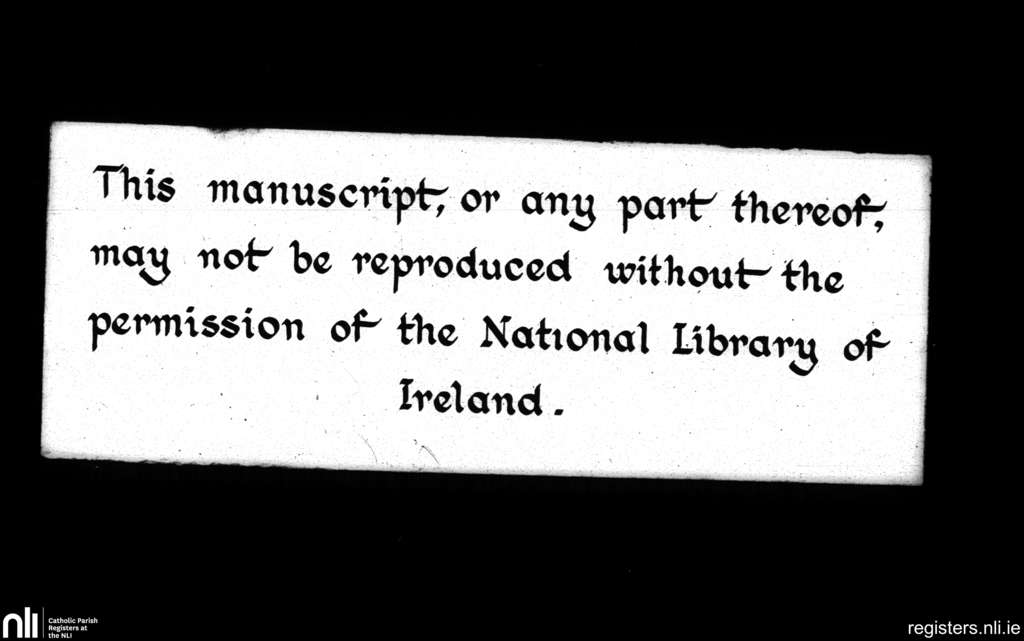 This manuscript, or any part thereof,
may not be reproduced without the
permission of the National Library of
Ireland.
nli
Catholic Parish
Registers at
the NLI
registers.nli.ie